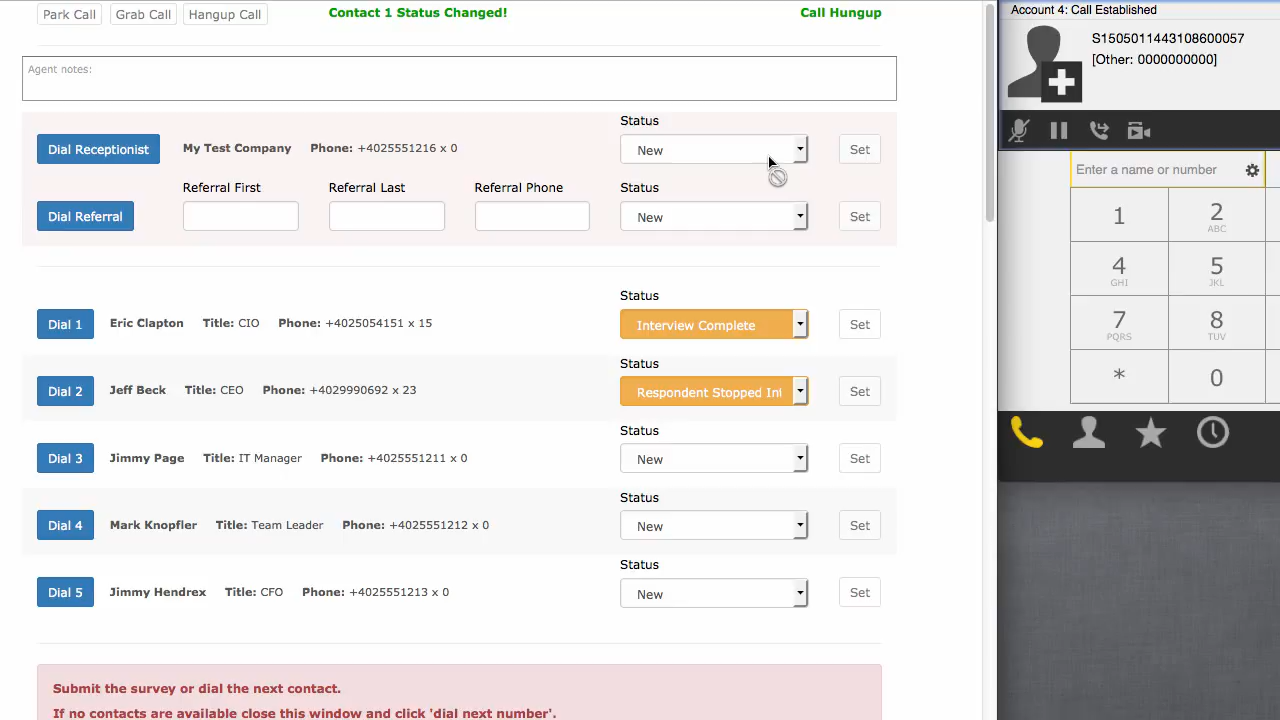 Park Call Grab Call Hangup Call Contact 1 Status Changed! Call Hungup
Agent notes:
Status
Dial Receptionist My Test Company Phone: +4025551216 x 0 New Set
Referral First Referral Last Referral Phone Status
Dial Referral New Set
Status
Dial 1 Eric Clapton Title: CIO Phone: +4025054151 x 15 Interview Complete Set
Status
Dial 2 Jeff Beck Title: CEO Phone: +4029990692 x 23 Respondent Stopped Int Set
Status
Dial 3 Jimmy Page Title: IT Manager Phone: +4025551211 x 0 New Set
Status
Dial 4 Mark Knopfler Title: Team Leader Phone: +4025551212 x 0 New Set
Status
Dial 5 Jimmy Hendrex Title: CFO Phone: +4025551213 x 0 New Set
Submit the survey or dial the next contact.
If no contacts are available close this window and click 'dial next number'.
Account 4: Call Established
S1505011443108600057
[Other: 0000000000]
Enter a name or number
1 2
ABC
4 5
GHI JKL
7 8
PQRS TUV
* 0